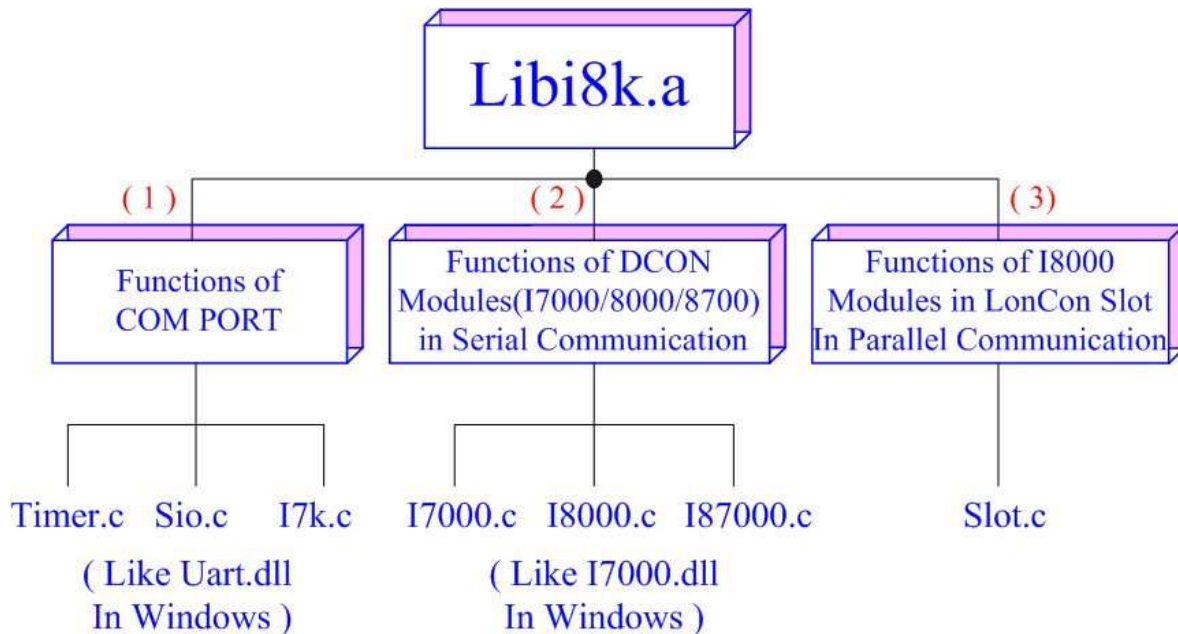 Libi8k.a
( 1 )
( 2 )
( 3)
Functions of
COM PORT
Functions of DCON
Modules(I7000/8000/8700)
in Serial Communication
Functions of I8000
Modules in LonCon Slot
In Parallel Communication
Timer.c
Sio.c
I7k.c
I7000.c
I8000.c
I87000.c
Slot.c
( Like Uart.dll
In Windows )
( Like I7000.dll
In Windows )